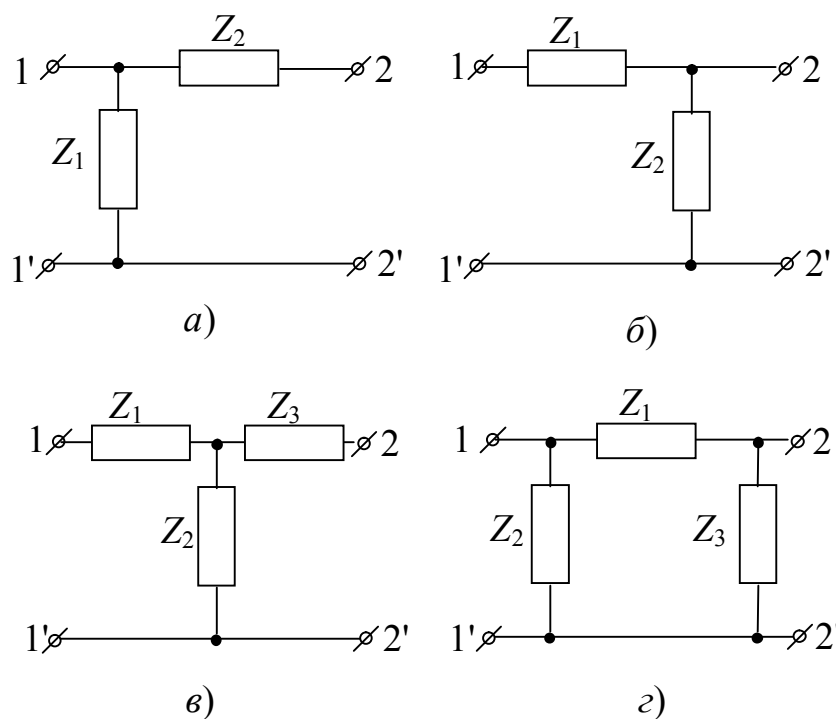 Z2 Z1
1 2 1 2
Z1 Z2
1' 2' 1' 2'
а) б)
Z1 Z3 Z1
1 2 1 2
Z2 Z2 Z3
1' 2' 1' 2'
в) г)